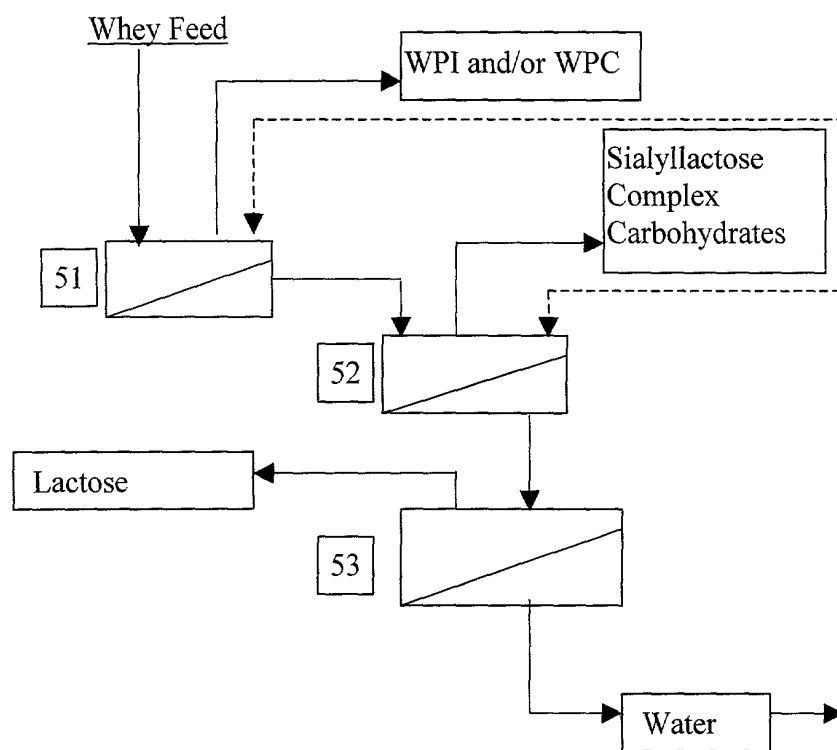 Whey Feed
WPI and/or WPC
Sialyllactose
Complex
Carbohydrates
51
52
Lactose
53
Water